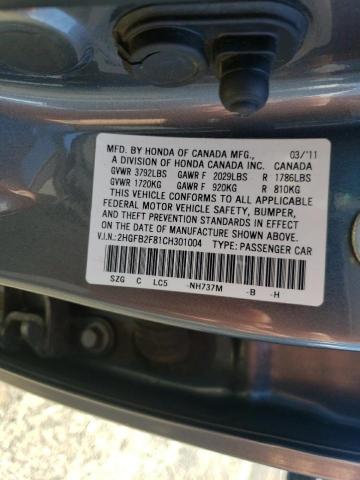 MFD. BY HONDA OF CANADA MFG., 03/'11
A DIVISION OF HONDA CANADA INC. CANADA
GVWR 3792LBS GAWR F 2029LBS R 1786LBS
GVWR 1720KG GAWR F 920KG R 810KG
THIS VEHICLE CONFORMS TO ALL APPLICABLE
FEDERAL MOTOR VEHICLE SAFETY, BUMPER,
AND THEFT PREVENTION STANDARDS IN EFFECT
ON THE DATE OF MANUFACTURE SHOWN ABOVE.
V.I.N.: 2HGFB2F81CH301004 TYPE: PASSENGER CAR
SZG C LC5 -NH737M -B -H